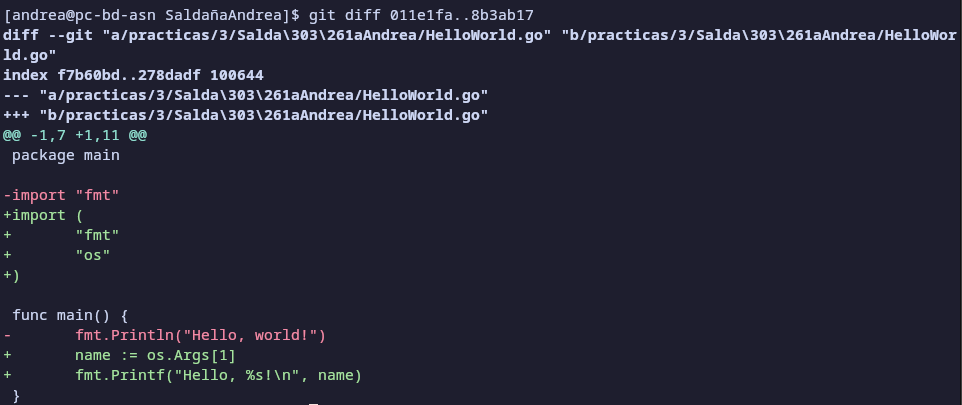 [andrea@pc-bd-asn SaldañaAndrea]$ git diff 011e1fa..8b3ab17
diff --git "a/practicas/3/Salda\303\261aAndrea/HelloWorld.go" "b/practicas/3/Salda\303\261aAndrea/HelloWor
ld.go"
index f7b60bd..278dadf 100644
--- "a/practicas/3/Salda\303\261aAndrea/HelloWorld.go"
+++ "b/practicas/3/Salda\303\261aAndrea/HelloWorld.go"
@@ -1,7 +1,11 @@
 package main

-import "fmt"
+import (
+       "fmt"
+       "os"
+)

 func main() {
-       fmt.Println("Hello, world!")
+       name := os.Args[1]
+       fmt.Printf("Hello, %s!\n", name)
 }